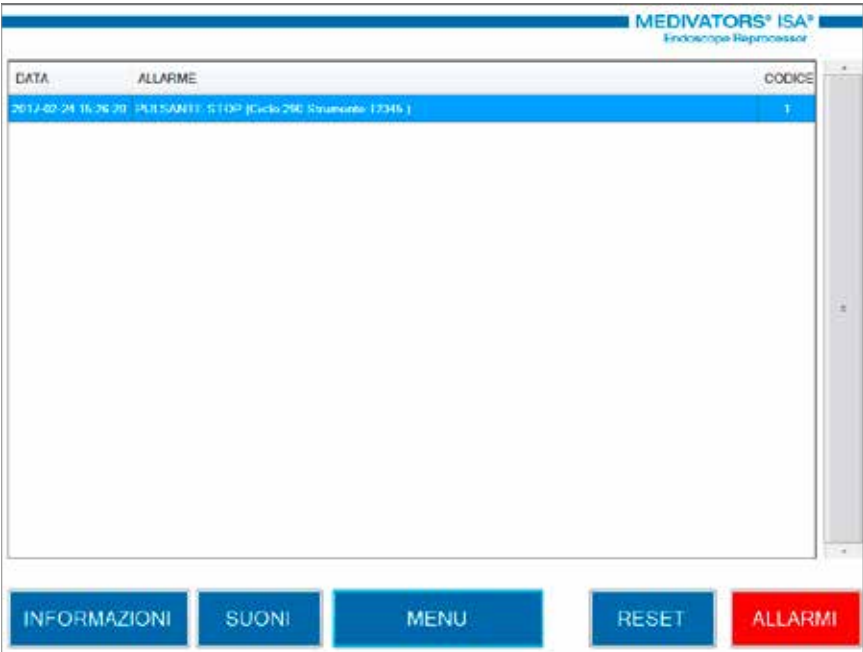 MEDIVATORS® ISA®
Endoscope Reprocessor
DATA ALLARME CODICE
2017-02-24 15:26:20 PULSANTE STOP (Ciclo 290 Strumento 12345 ) 1
INFORMAZIONI SUONI MENU RESET ALLARMI